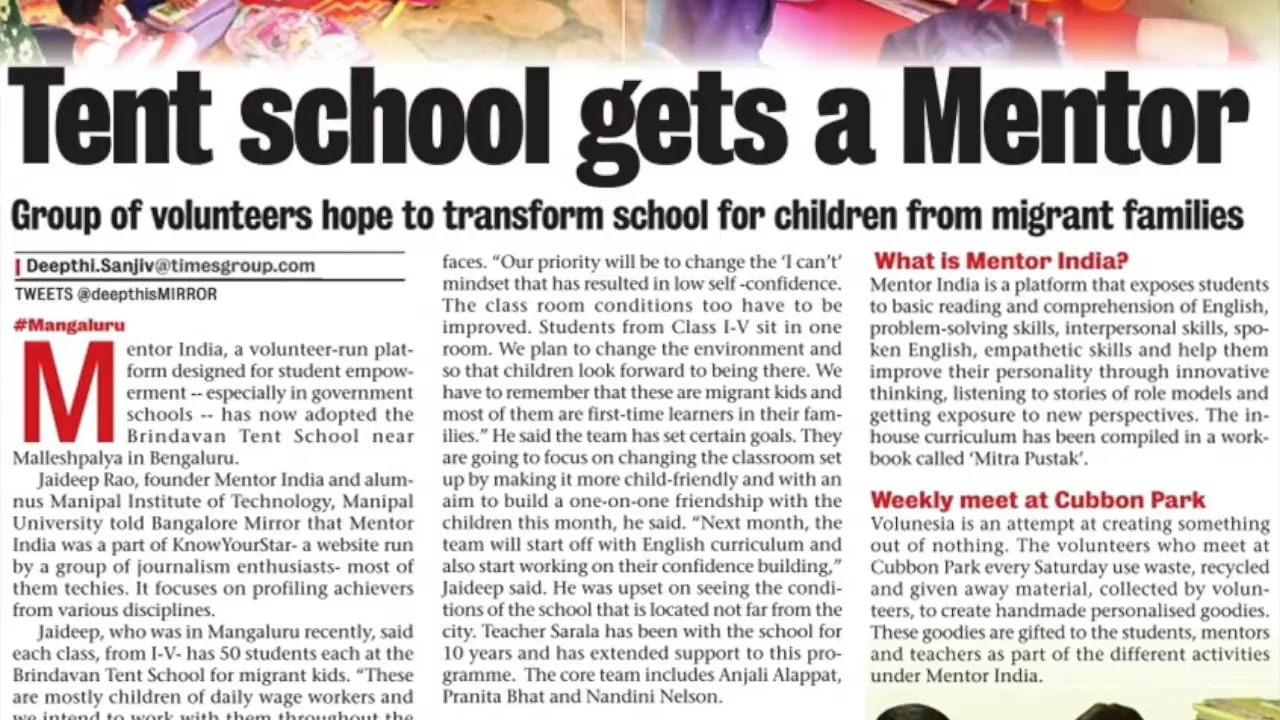 Tent school gets a Mentor
Group of volunteers hope to transform school for children from migrant families
Deepthi.Sanjiv@timesgroup.com
TWEETS @deepthisMIRROR
#Mangaluru
Mentor India, a volunteer-run plat-
form designed for student empow-
erment -- especially in government
schools -- has now adopted the
Brindavan Tent School near
Malleshpalya in Bengaluru.
Jaideep Rao, founder Mentor India and alum-
nus Manipal Institute of Technology, Manipal
University told Bangalore Mirror that Mentor
India was a part of KnowYourStar- a website run
by a group of journalism enthusiasts- most of
them techies. It focuses on profiling achievers
from various disciplines.
Jaideep, who was in Mangaluru recently, said
each class, from I-V- has 50 students each at the
Brindavan Tent School for migrant kids. “These
are mostly children of daily wage workers and
we intend to work with them throughout the
faces. “Our priority will be to change the ‘I can’t’
mindset that has resulted in low self -confidence.
The class room conditions too have to be
improved. Students from Class I-V sit in one
room. We plan to change the environment and
so that children look forward to being there. We
have to remember that these are migrant kids and
most of them are first-time learners in their fam-
ilies.” He said the team has set certain goals. They
are going to focus on changing the classroom set
up by making it more child-friendly and with an
aim to build a one-on-one friendship with the
children this month, he said. “Next month, the
team will start off with English curriculum and
also start working on their confidence building,”
Jaideep said. He was upset on seeing the condi-
tions of the school that is located not far from the
city. Teacher Sarala has been with the school for
10 years and has extended support to this pro-
gramme. The core team includes Anjali Alappat,
Pranita Bhat and Nandini Nelson.
What is Mentor India?
Mentor India is a platform that exposes students
to basic reading and comprehension of English,
problem-solving skills, interpersonal skills, spo-
ken English, empathetic skills and help them
improve their personality through innovative
thinking, listening to stories of role models and
getting exposure to new perspectives. The in-
house curriculum has been compiled in a work-
book called ‘Mitra Pustak’.
Weekly meet at Cubbon Park
Volunesia is an attempt at creating something
out of nothing. The volunteers who meet at
Cubbon Park every Saturday use waste, recycled
and given away material, collected by volun-
teers, to create handmade personalised goodies.
These goodies are gifted to the students, mentors
and teachers as part of the different activities
under Mentor India.